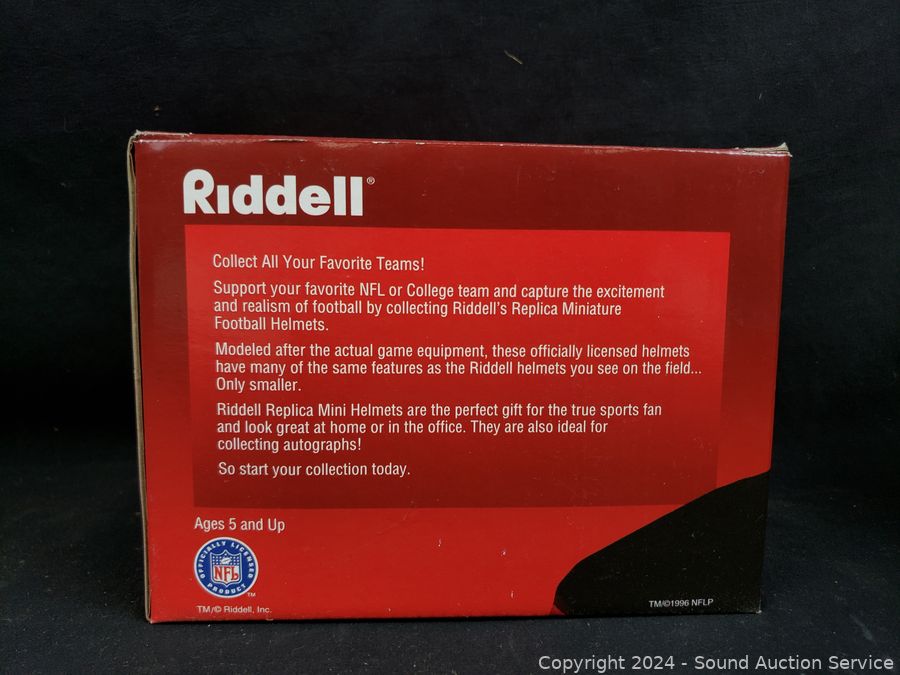 Riddell®
Collect All Your Favorite Teams!
Support your favorite NFL or College team and capture the excitement
and realism of football by collecting Riddell's Replica Miniature
Football Helmets.
Modeled after the actual game equipment, these officially licensed helmets
have many of the same features as the Riddell helmets you see on the field...
Only smaller.
Riddell Replica Mini Helmets are the perfect gift for the true sports fan
and look great at home or in the office. They are also ideal for
collecting autographs!
So start your collection today.
Ages 5 and Up
OFFICIALLY LICENSED
NFL
PRODUCT
TM
TM/© Riddell, Inc.
TM/©1996 NFLP
Copyright 2024 - Sound Auction Service